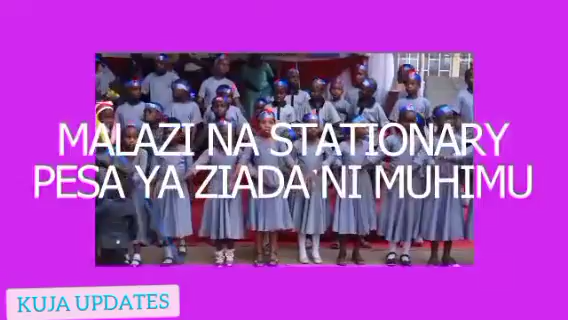 MALAZI NA STATIONARY
PESA YA ZIADA NI MUHIMU
KUJA UPDATES